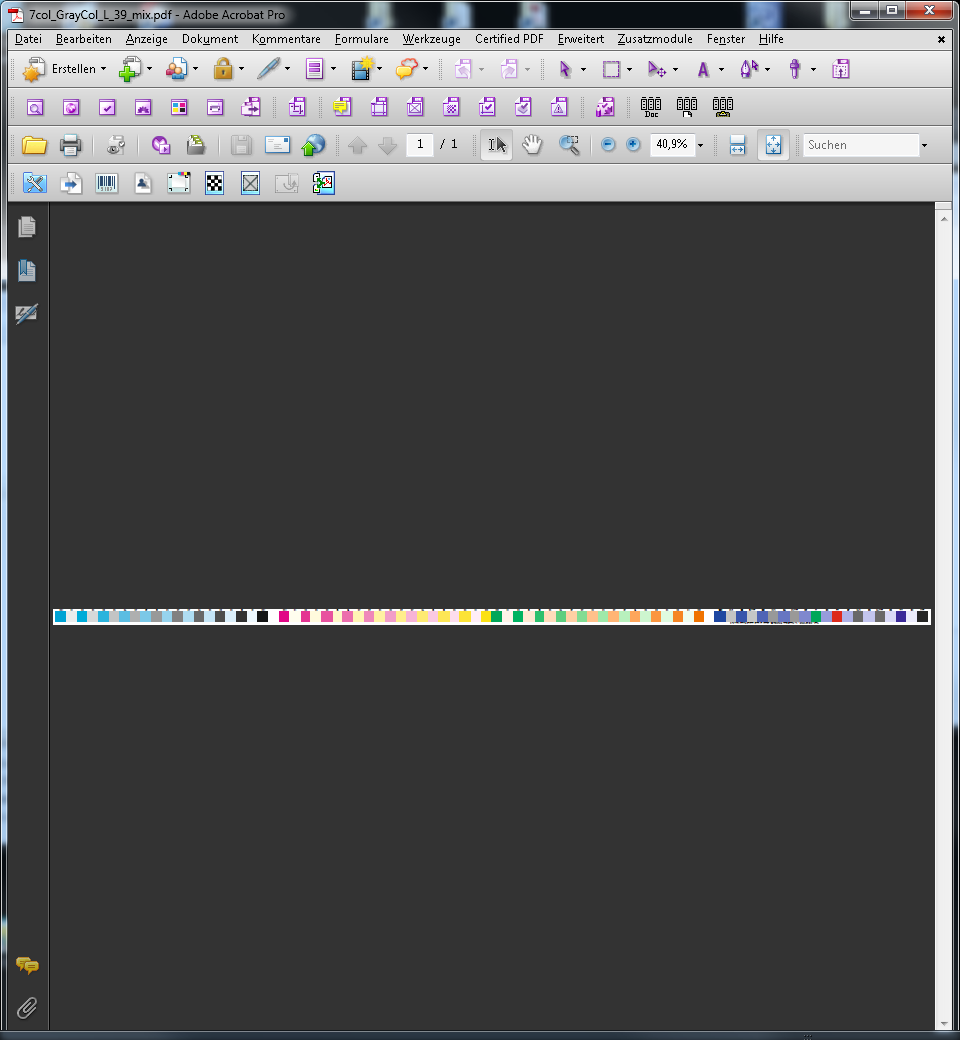 7col_GrayCol_L_39_mix.pdf - Adobe Acrobat Pro
Datei Bearbeiten Anzeige Dokument Kommentare Formulare Werkzeuge Certified PDF Erweitert Zusatzmodule Fenster Hilfe
Erstellen
Doc
1 / 1 40,9% Suchen